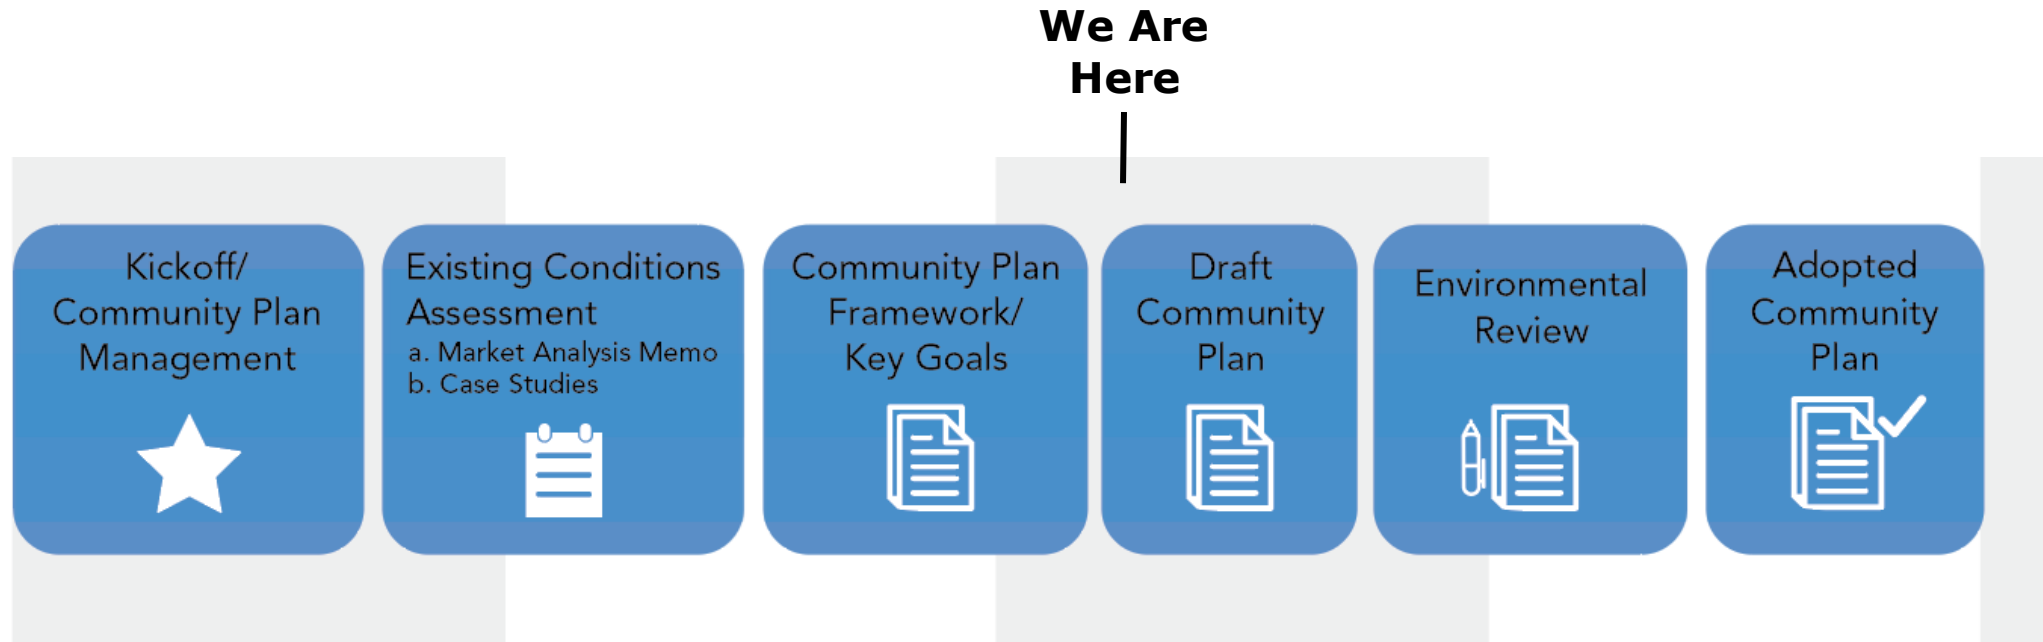 We Are
Here
Kickoff/
Community Plan
Management
Existing Conditions
Assessment
a. Market Analysis Memo
b. Case Studies
Community Plan
Framework/
Key Goals
Draft
Community
Plan
Environmental
Review
Adopted
Community
Plan